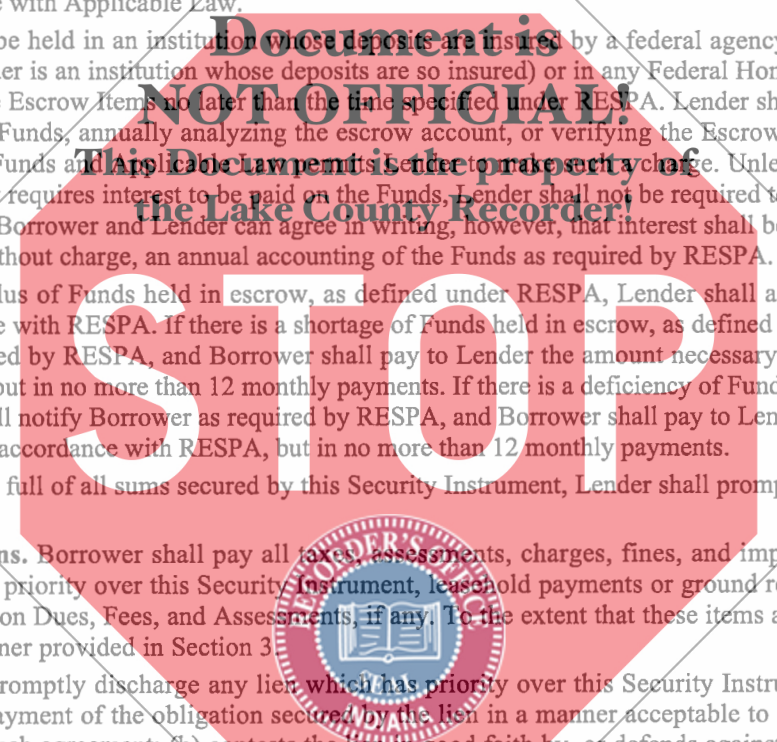 e with Applicable Law.
Document is
be held in an institution whose deposits are insured by a federal agency
er is an institution whose deposits are so insured) or in any Federal Hom
e Escrow Items no later than the time specified under RESPA. Lender sh
NOT OFFICIAL!
Funds, annually analyzing the escrow account, or verifying the Escrow
This Document is the property of
Funds and Applicable Law permits Lender to make such a charge. Unle
requires interest to be paid on the Funds, Lender shall not be required t
the Lake County Recorder!
Borrower and Lender can agree in writing, however, that interest shall b
thout charge, an annual accounting of the Funds as required by RESPA.
lus of Funds held in escrow, as defined under RESPA, Lender shall a
e with RESPA. If there is a shortage of Funds held in escrow, as defined
ed by RESPA, and Borrower shall pay to Lender the amount necessary
but in no more than 12 monthly payments. If there is a deficiency of Fund
ll notify Borrower as required by RESPA, and Borrower shall pay to Len
accordance with RESPA, but in no more than 12 monthly payments.
STOP
full of all sums secured by this Security Instrument, Lender shall promp
ns. Borrower shall pay all taxes, assessments, charges, fines, and imp
priority over this Security Instrument, leasehold payments or ground r
on Dues, Fees, and Assessments, if any. To the extent that these items a
ner provided in Section 3.
RECORDER'S OFFICE
SEAL
INDIANA
romptly discharge any lien which has priority over this Security Instru
ayment of the obligation secured by the lien in a manner acceptable to